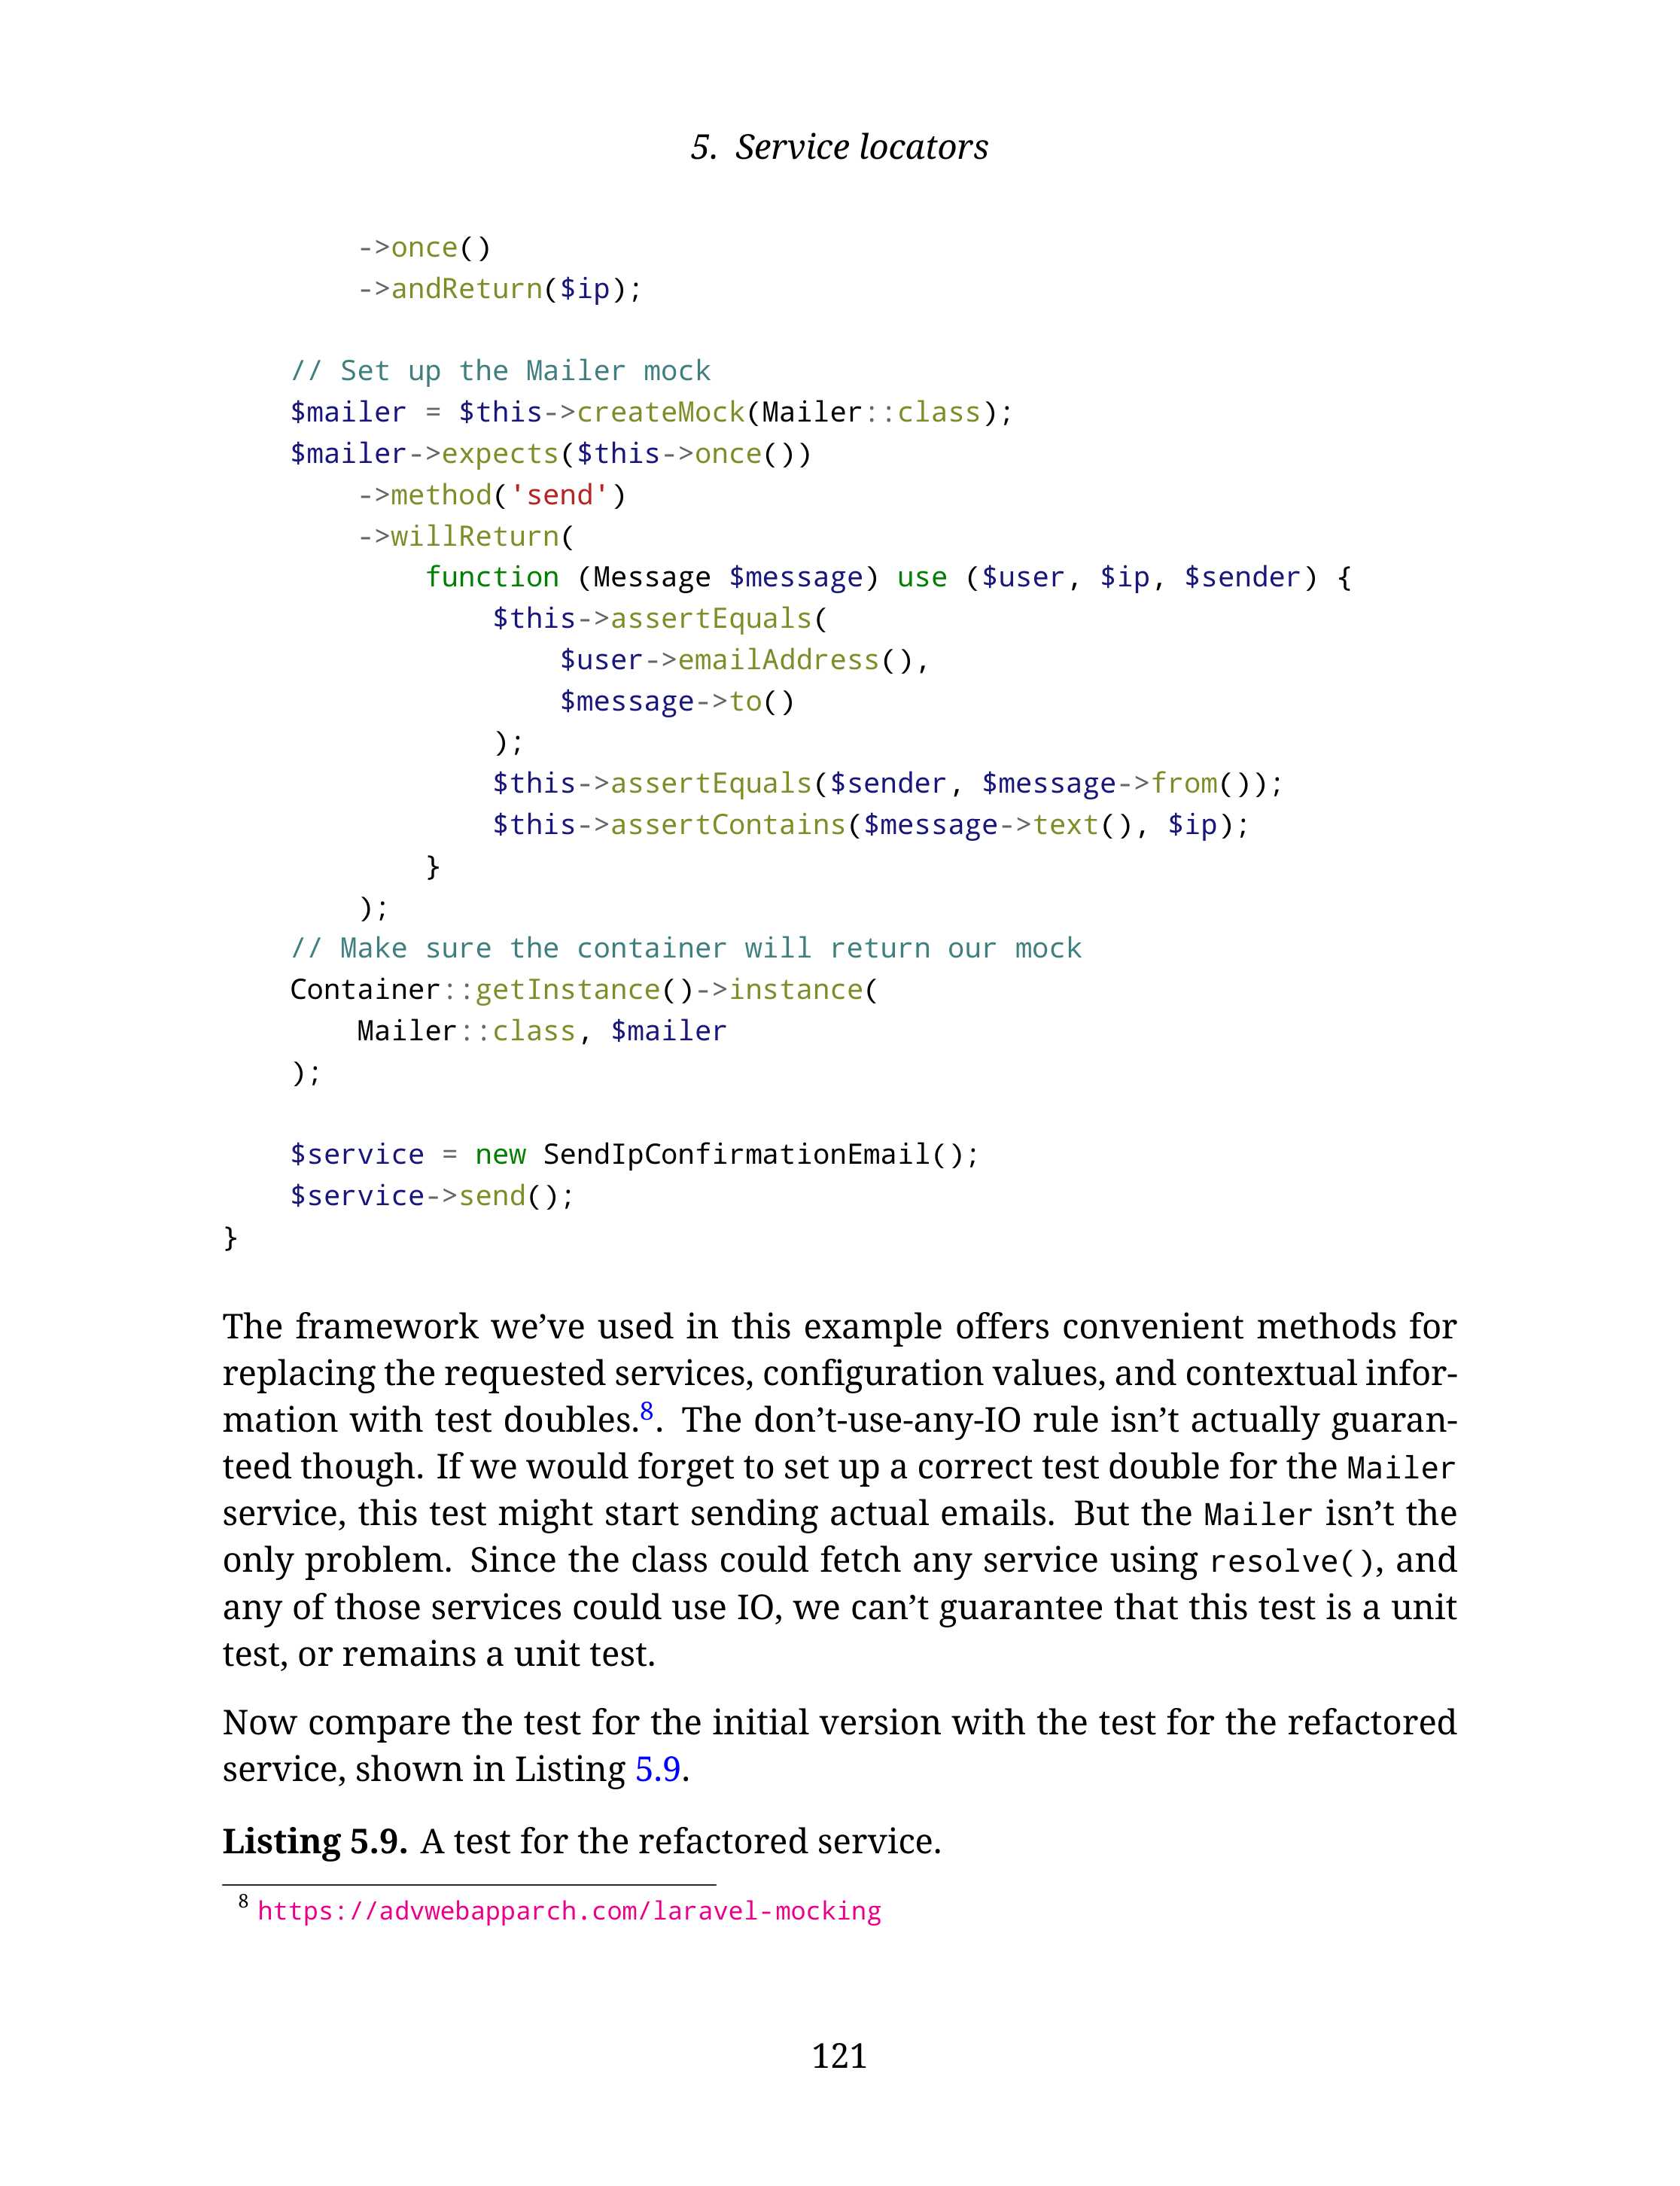 5. Service locators
->once()
->andReturn($ip);
// Set up the Mailer mock
$mailer = $this->createMock(Mailer::class);
$mailer->expects($this->once())
->method('send')
->willReturn(
function (Message $message) use ($user, $ip, $sender) {
$this->assertEquals(
$user->emailAddress(),
$message->to()
);
$this->assertEquals($sender, $message->from());
$this->assertContains($message->text(), $ip);
}
);
// Make sure the container will return our mock
Container::getInstance()->instance(
Mailer::class, $mailer
);
$service = new SendIpConfirmationEmail();
$service->send();
}
The framework we’ve used in this example offers convenient methods for
replacing the requested services, configuration values, and contextual infor-
mation with test doubles.8. The don’t-use-any-IO rule isn’t actually guaran-
teed though. If we would forget to set up a correct test double for the Mailer
service, this test might start sending actual emails. But the Mailer isn’t the
only problem. Since the class could fetch any service using resolve(), and
any of those services could use IO, we can’t guarantee that this test is a unit
test, or remains a unit test.
Now compare the test for the initial version with the test for the refactored
service, shown in Listing 5.9.
Listing 5.9. A test for the refactored service.
8 https://advwebapparch.com/laravel-mocking
121